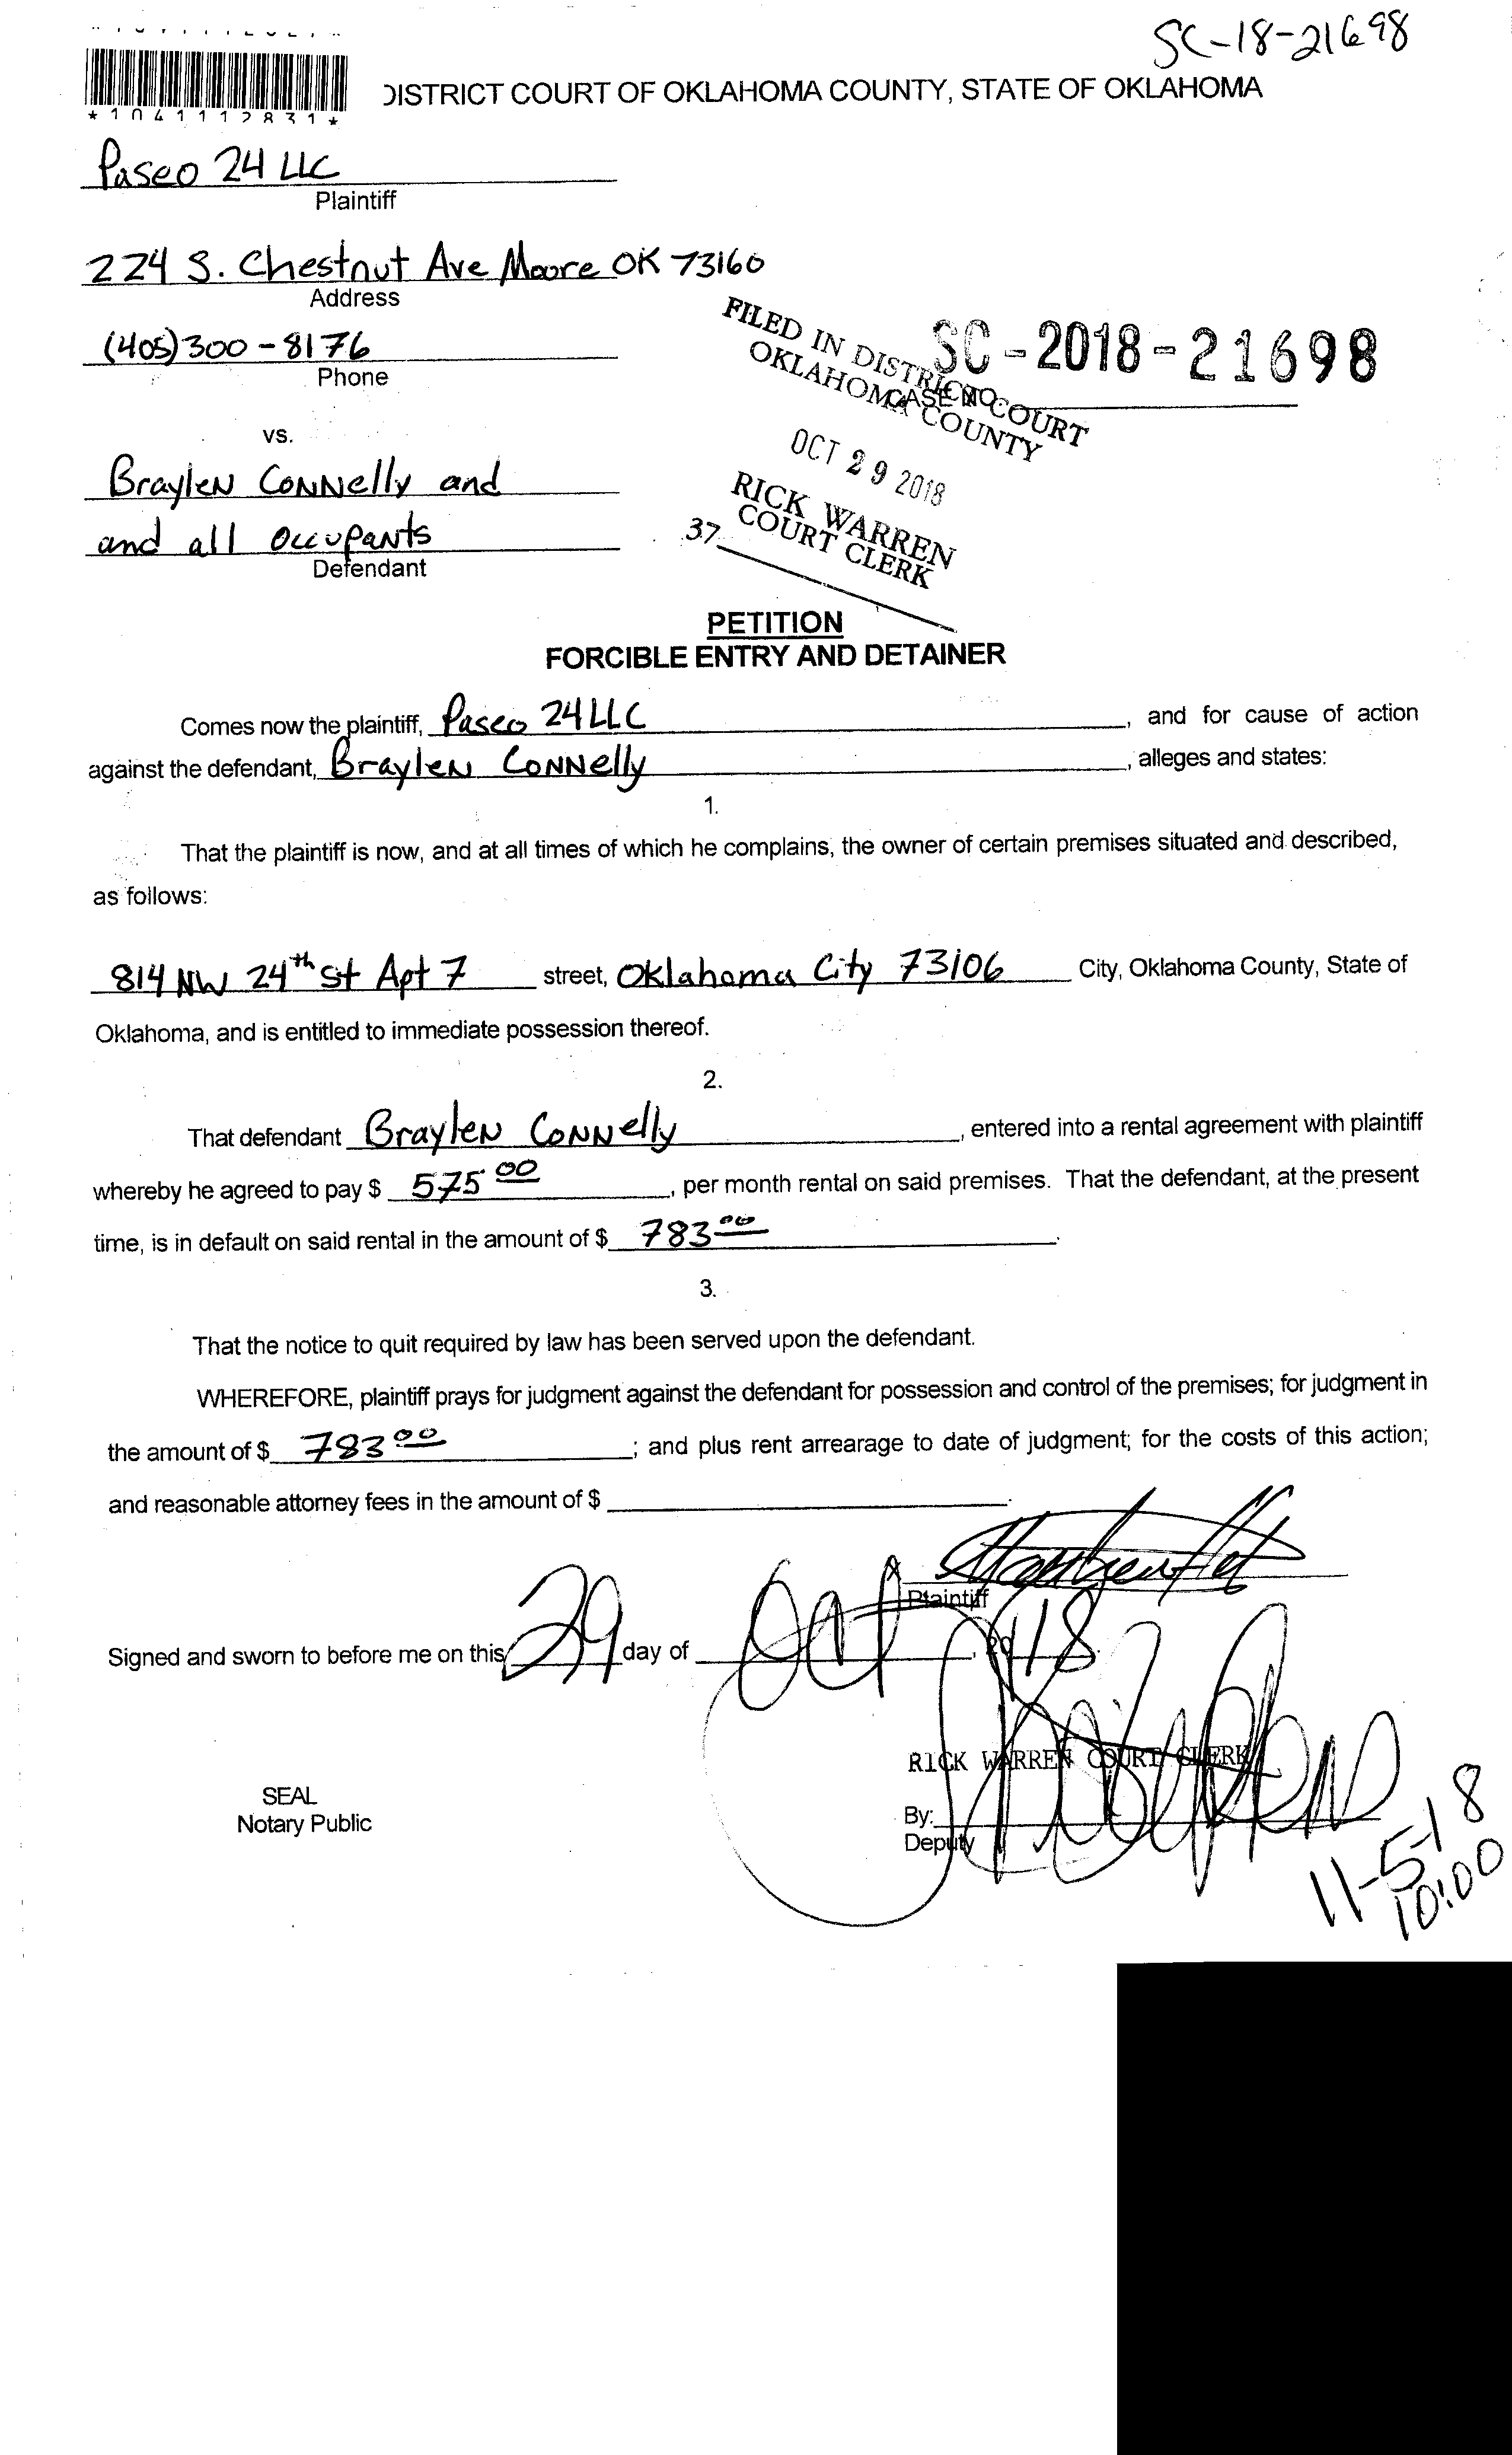 SC-18-21698
DISTRICT COURT OF OKLAHOMA COUNTY, STATE OF OKLAHOMA
*1041112831*
Paseo 24 LLC
Plaintiff
224 S. Chestnut Ave Moore OK 73160
Address
(405)300-8176
Phone
SC-2018-21698
CASE NO.
FILED IN DISTRICT COURT
OKLAHOMA COUNTY
OCT 29 2018
RICK WARREN
COURT CLERK
37
vs.
Braylen Connelly and
and all occupants
Defendant
PETITION
FORCIBLE ENTRY AND DETAINER
Comes now the plaintiff, Paseo 24 LLC, and for cause of action
against the defendant, Braylen Connelly, alleges and states:
1.
That the plaintiff is now, and at all times of which he complains, the owner of certain premises situated and described,
as follows:
814 NW 24th St Apt 7 street, Oklahoma City 73106 City, Oklahoma County, State of
Oklahoma, and is entitled to immediate possession thereof.
2.
That defendant Braylen Connelly, entered into a rental agreement with plaintiff
whereby he agreed to pay $ 575 00, per month rental on said premises. That the defendant, at the present
time, is in default on said rental in the amount of $ 783 00.
3.
That the notice to quit required by law has been served upon the defendant.
WHEREFORE, plaintiff prays for judgment against the defendant for possession and control of the premises; for judgment in
the amount of $ 783 00; and plus rent arrearage to date of judgment; for the costs of this action;
and reasonable attorney fees in the amount of $
x
Plaintiff
Signed and sworn to before me on this 29 day of Oct, 2018.
RICK WARREN COURT CLERK
SEAL
Notary Public
By:
Deputy
11-5-18
10:00